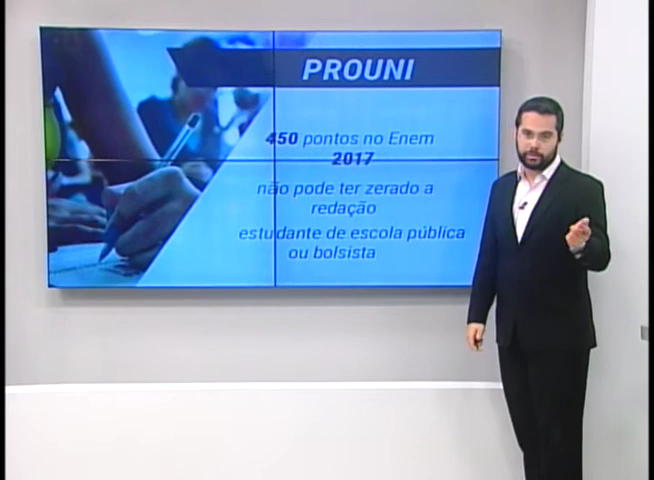 PROUNI
450 pontos no Enem
2017
não pode ter zerado a
redação
estudante de escola pública
ou bolsista